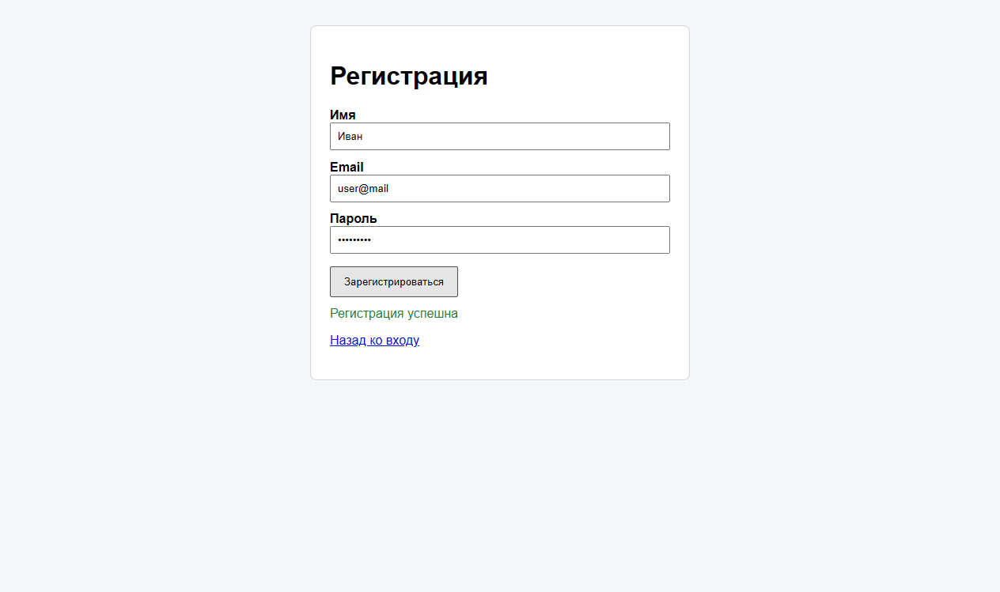 Регистрация
Имя
Иван
Email
user@mail
Пароль
•••••••••
Зарегистрироваться
Регистрация успешна
Назад ко входу